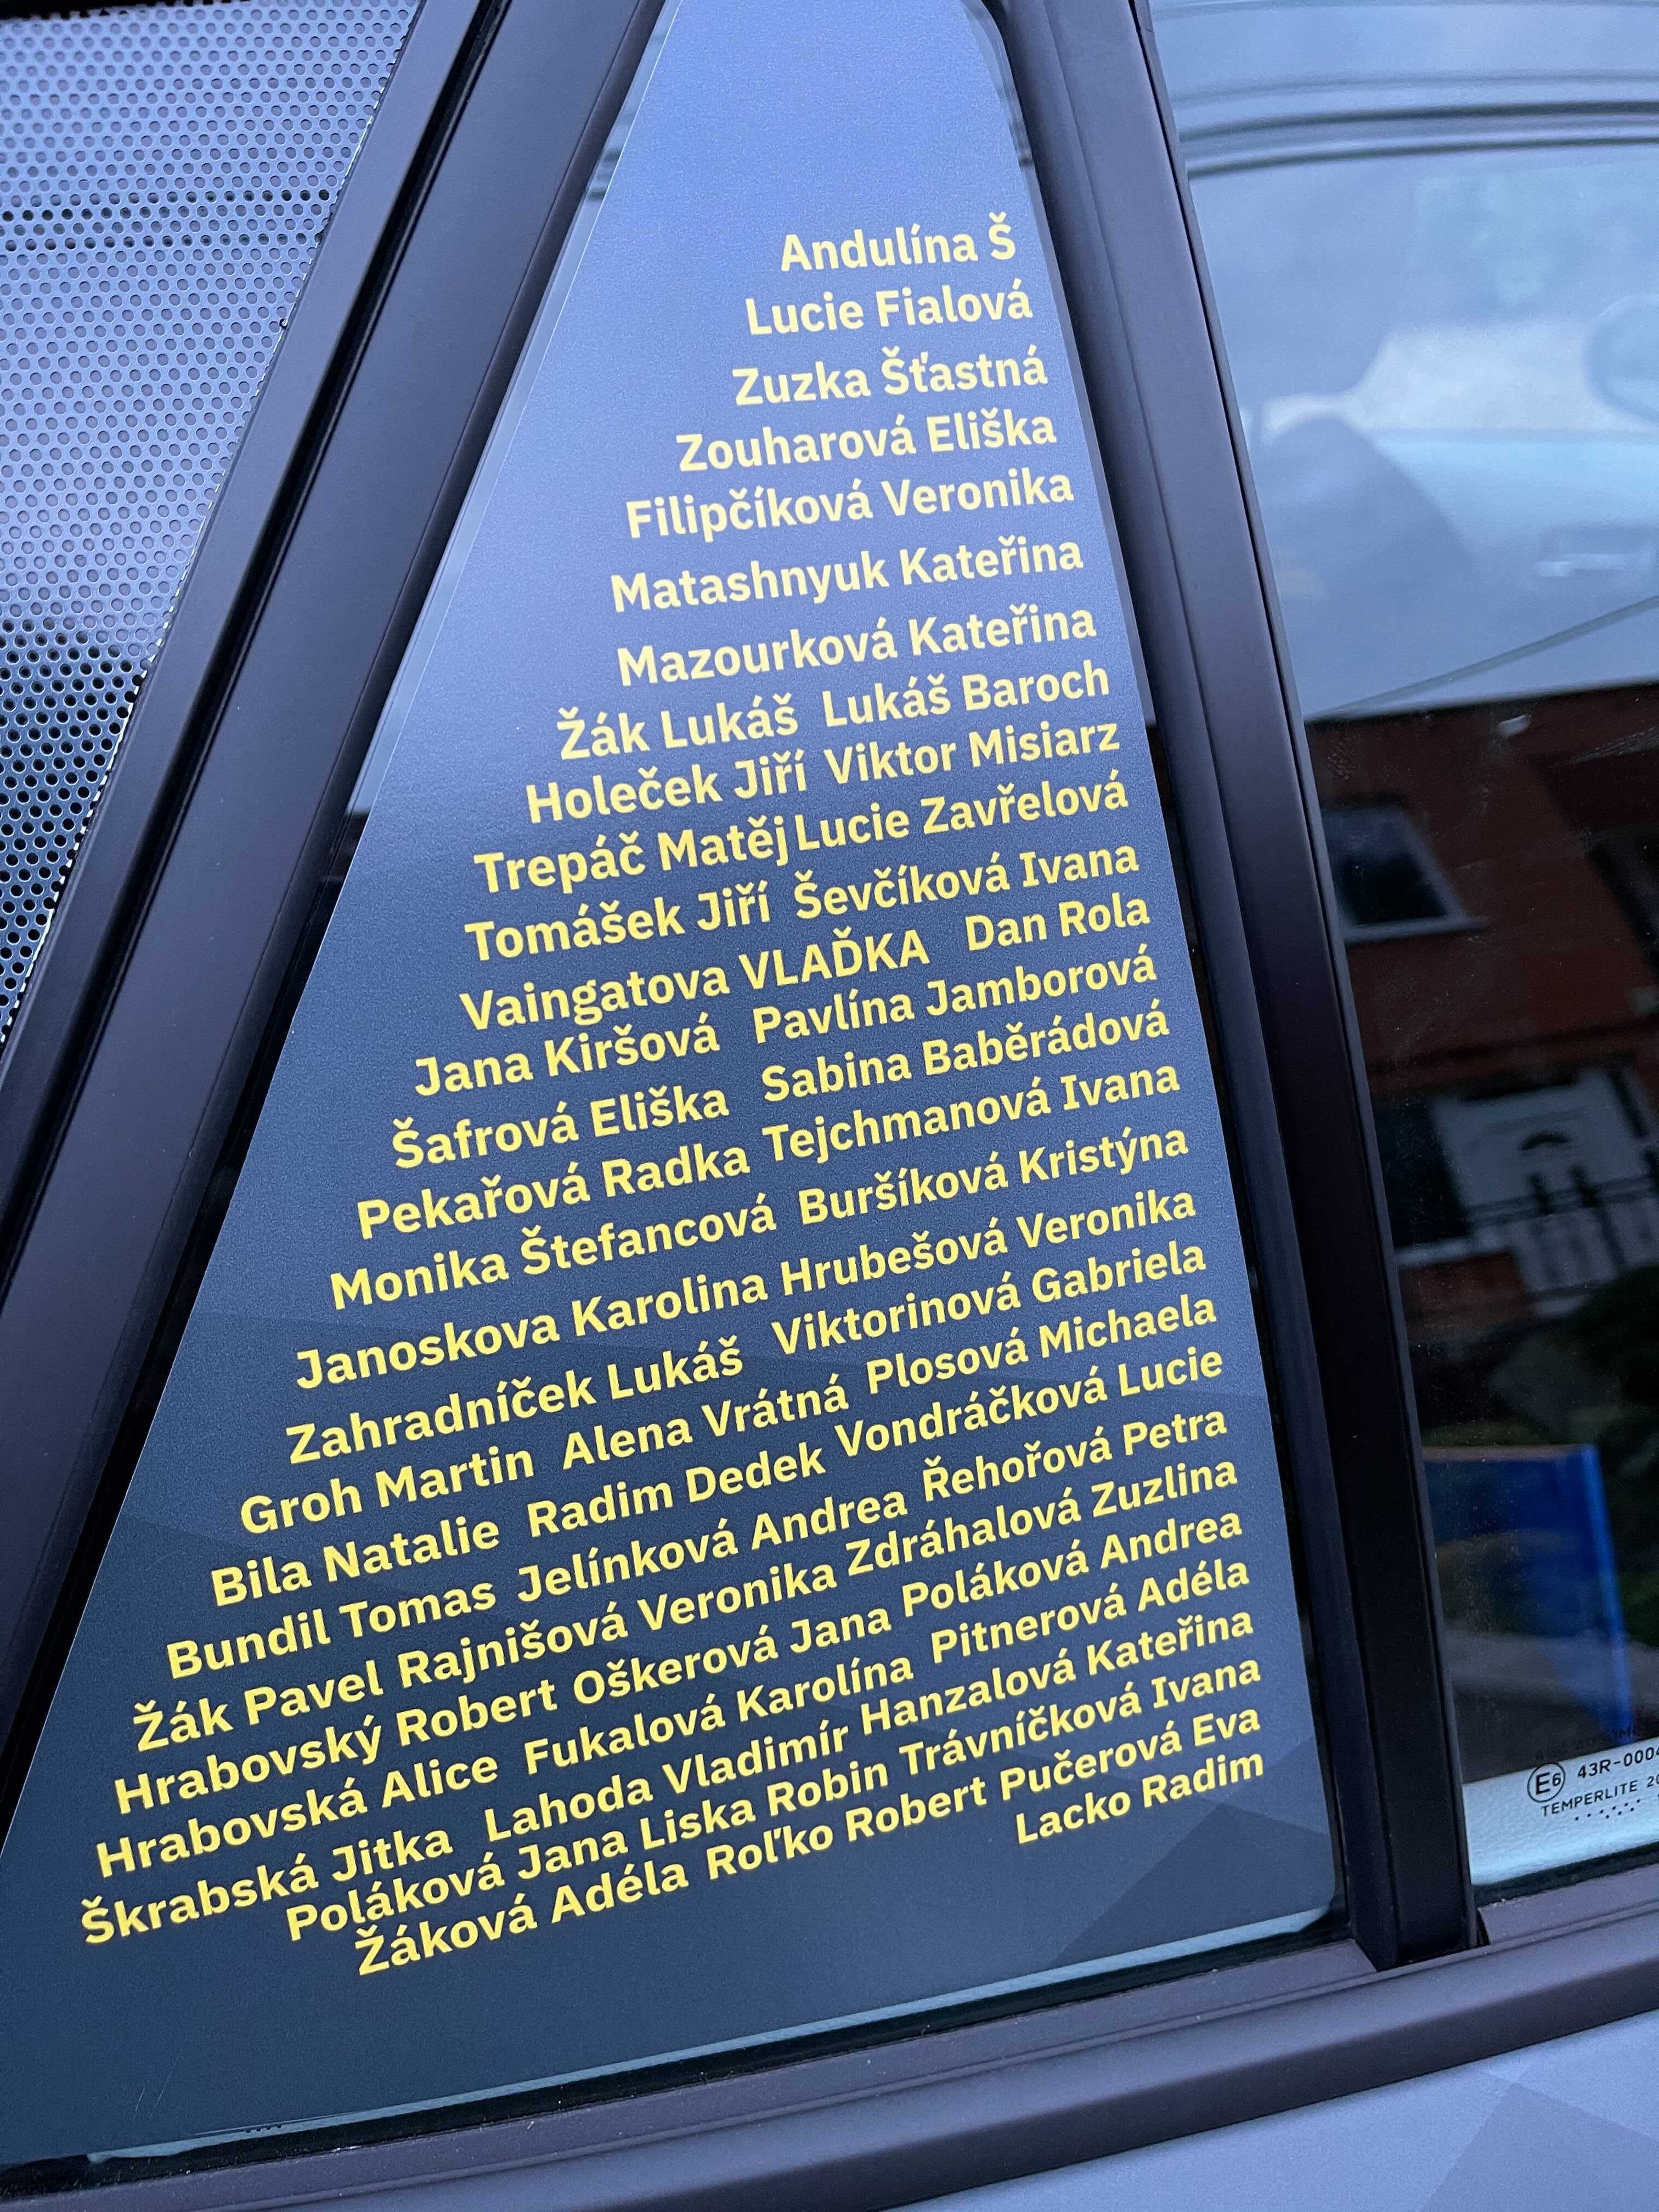 Andulína Š
Lucie Fialová
Zuzka Šťastná
Zouharová Eliška
Filipčíková Veronika
Matashnyuk Kateřina
Mazourková Kateřina
Žák Lukáš Lukáš Baroch
Holeček Jiří Viktor Misiarz
Trepáč Matěj Lucie Zavřelová
Tomášek Jiří Ševčíková Ivana
Vaingatova VLAĎKA Dan Rola
Jana Kiršová Pavlína Jamborová
Šafrová Eliška Sabina Baběrádová
Pekařová Radka Tejchmanová Ivana
Monika Štefancová Buršíková Kristýna
Janoskova Karolina Hrubešová Veronika
Zahradníček Lukáš Viktorinová Gabriela
Groh Martin Alena Vrátná Plosová Michaela
Bila Natalie Radim Dedek Vondráčková Lucie
Bundil Tomas Jelínková Andrea Řehořová Petra
Žák Pavel Rajnišová Veronika Zdráhalová Zuzlina
Hrabovský Robert Oškerová Jana Poláková Andrea
Hrabovská Alice Fukalová Karolína Pitnerová Adéla
Škrabská Jitka Lahoda Vladimír Hanzalová Kateřina
Poláková Jana Liska Robin Trávníčková Ivana
Žáková Adéla Roľko Robert Pučerová Eva
Lacko Radim
E6 43R-0004
TEMPERLITE 20